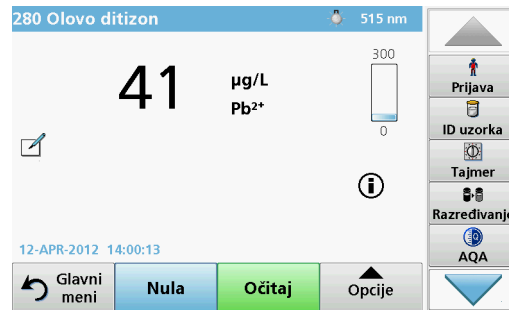 280 Olovo ditizon
515 nm
41
µg/L
Pb²⁺
300
0
12-APR-2012 14:00:13
Glavni
meni
Nula
Očitaj
Opcije
Prijava
ID uzorka
Tajmer
Razređivanj
AQA